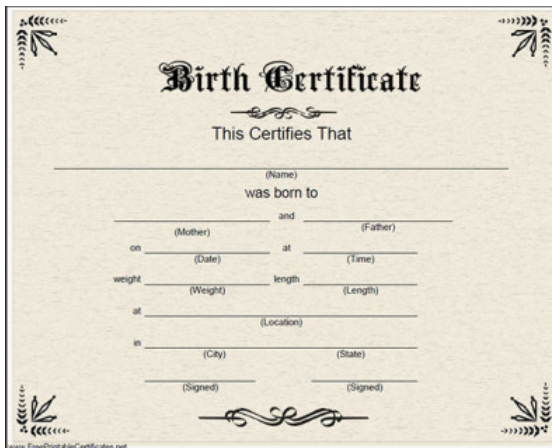 Birth Certificate
This Certifies That
(Name)
was born to
and
(Mother) (Father)
on at
(Date) (Time)
weight length
(Weight) (Length)
at
(Location)
in
(City) (State)
(Signed) (Signed)
www.FreePrintableCertificates.net